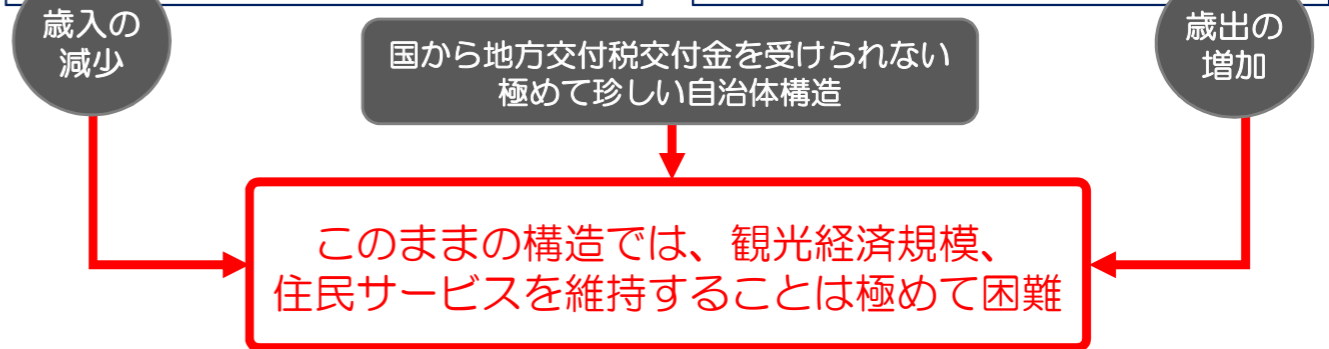 歳入の
減少
国から地方交付税交付金を受けられない
極めて珍しい自治体構造
歳出の
増加
このままの構造では、観光経済規模、
住民サービスを維持することは極めて困難